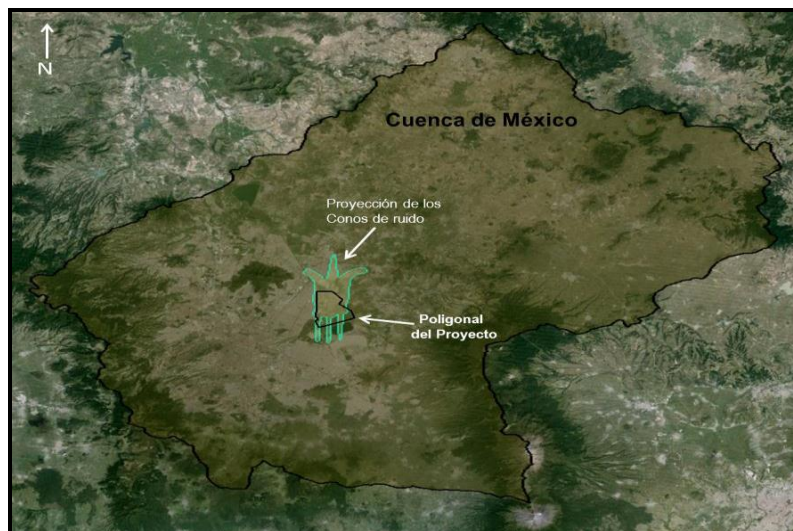 N
Cuenca de México
Proyección de los
Conos de ruido
Poligonal
del Proyecto